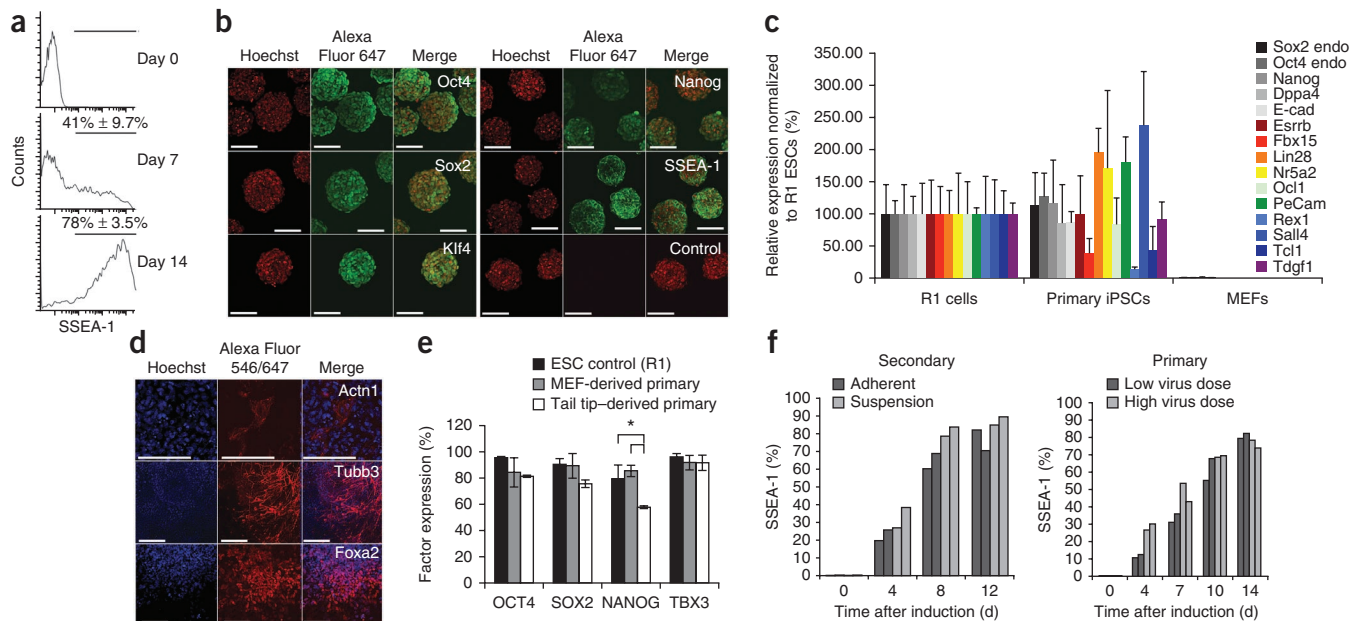 a
Day 0
41% ± 9.7%
Day 7
78% ± 3.5%
Day 14
Counts
SSEA-1
b
Hoechst
Alexa
Fluor 647
Merge
Hoechst
Alexa
Fluor 647
Merge
Oct4
Nanog
Sox2
SSEA-1
Klf4
Control
c
Relative expression normalized
to R1 ESCs (%)
350.00
300.00
250.00
200.00
150.00
100.00
50.00
0.00
R1 cells
Primary iPSCs
MEFs
Sox2 endo
Oct4 endo
Nanog
Dppa4
E-cad
Esrrb
Fbx15
Lin28
Nr5a2
Ocl1
PeCam
Rex1
Sall4
Tcl1
Tdgf1
d
Hoechst
Alexa Fluor
546/647
Merge
Actn1
Tubb3
Foxa2
e
ESC control (R1)
MEF-derived primary
Tail tip–derived primary
*
Factor expression (%)
120
100
80
60
40
20
0
OCT4
SOX2
NANOG
TBX3
f
Secondary
Adherent
Suspension
SSEA-1 (%)
100
90
80
70
60
50
40
30
20
10
0
0
4
8
12
Time after induction (d)
Primary
Low virus dose
High virus dose
SSEA-1 (%)
100
90
80
70
60
50
40
30
20
10
0
0
4
7
10
14
Time after induction (d)